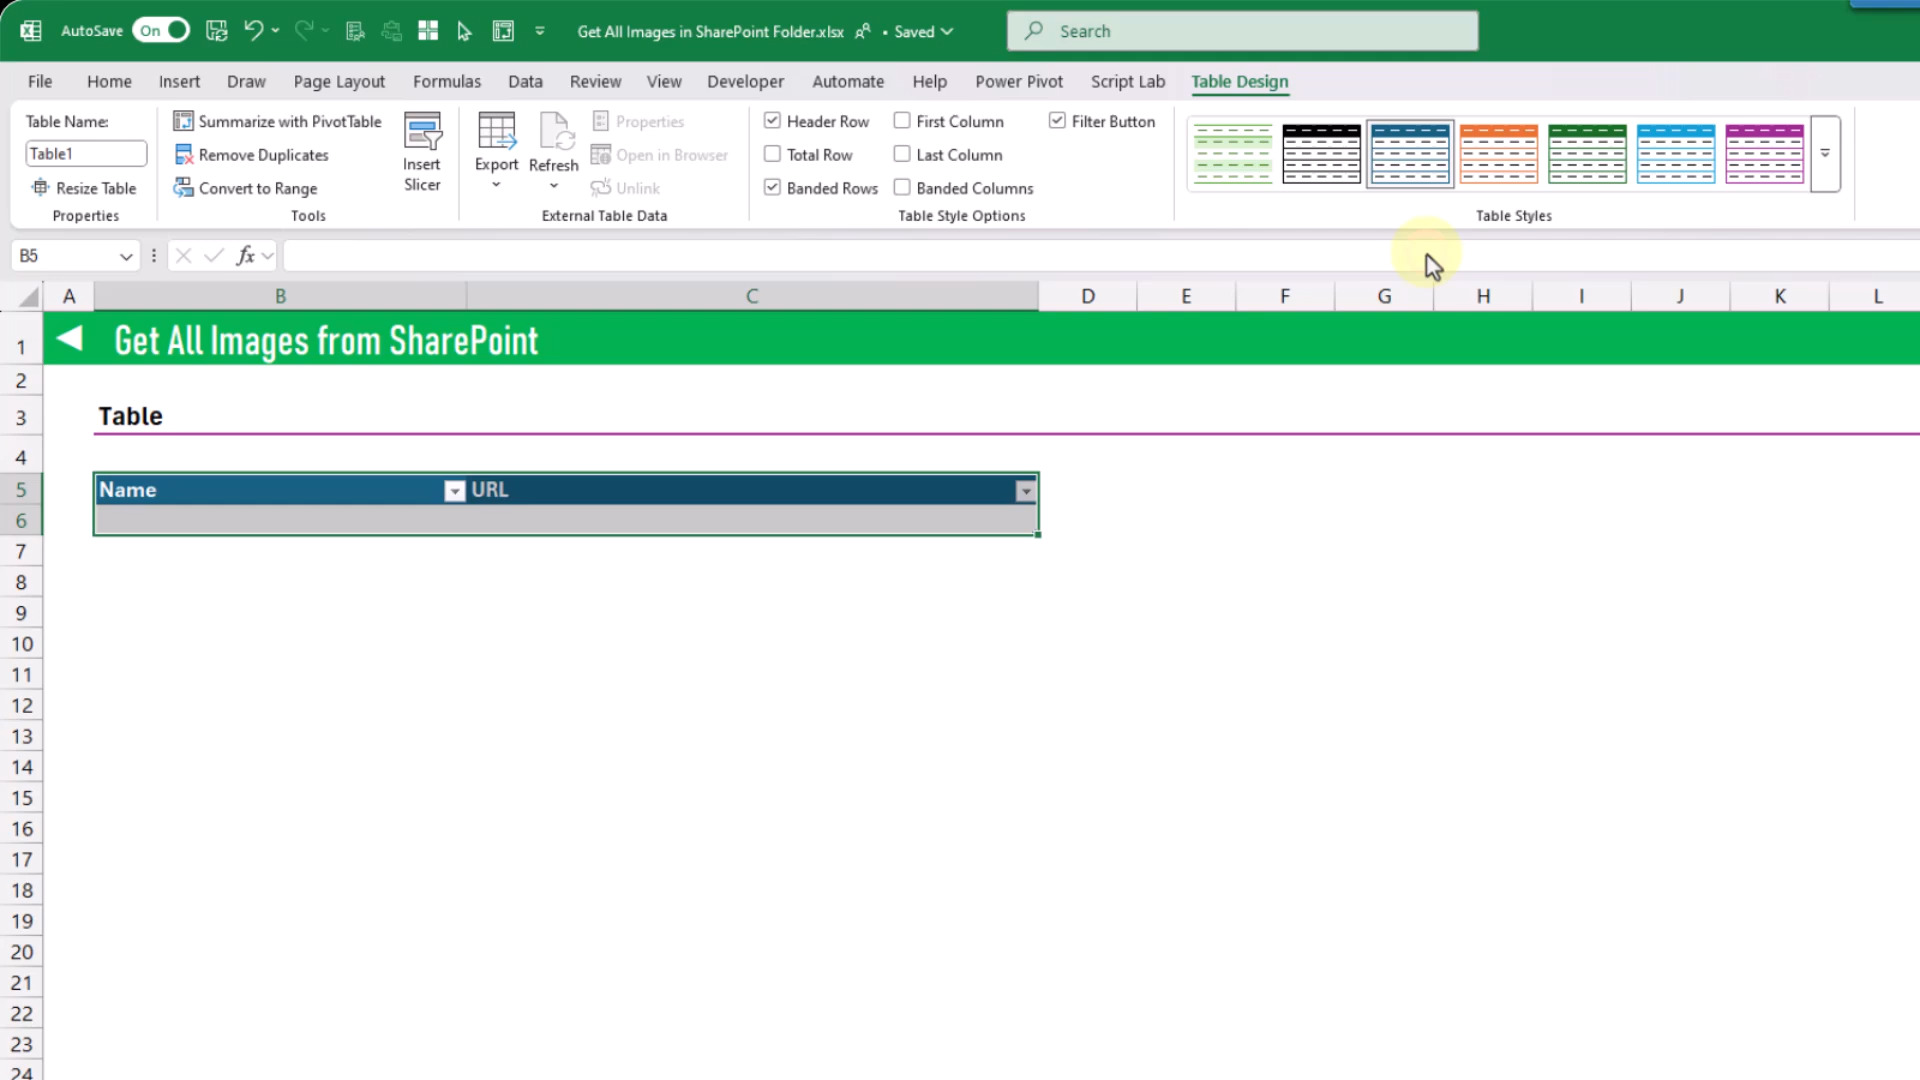 AutoSave On Get All Images in SharePoint Folder.xlsx • Saved Search
File Home Insert Draw Page Layout Formulas Data Review View Developer Automate Help Power Pivot Script Lab Table Design
Table Name:
Table1
Resize Table
Properties
Summarize with PivotTable
Remove Duplicates
Convert to Range
Tools
Insert
Slicer
Export
Refresh
Properties
Open in Browser
Unlink
External Table Data
Header Row
Total Row
Banded Rows
First Column
Last Column
Banded Columns
Filter Button
Table Style Options
Table Styles
B5 fx
A B C D E F G H I J K L
1 Get All Images from SharePoint
2
3 Table
4
5 Name URL
6
7
8
9
10
11
12
13
14
15
16
17
18
19
20
21
22
23
24